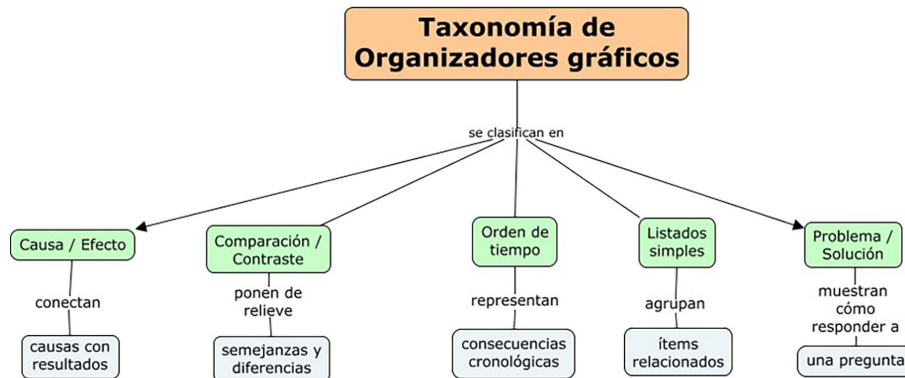 Taxonomía de
Organizadores gráficos
se clasifican en
Causa / Efecto
conectan
causas con
resultados
Comparación /
Contraste
ponen de
relieve
semejanzas y
diferencias
Orden de
tiempo
representan
consecuencias
cronológicas
Listados
simples
agrupan
ítems
relacionados
Problema /
Solución
muestran
cómo
responder a
una pregunta